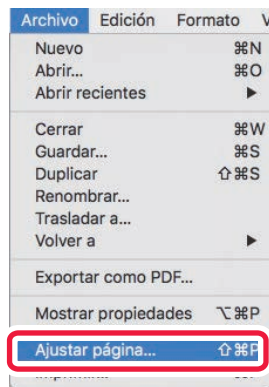 Archivo Edición Formato V
Nuevo ⌘N
Abrir... ⌘O
Abrir recientes ▶
Cerrar ⌘W
Guardar... ⌘S
Duplicar ⇧⌘S
Renombrar...
Trasladar a...
Volver a ▶
Exportar como PDF...
Mostrar propiedades ⌥⌘P
Ajustar página... ⇧⌘P